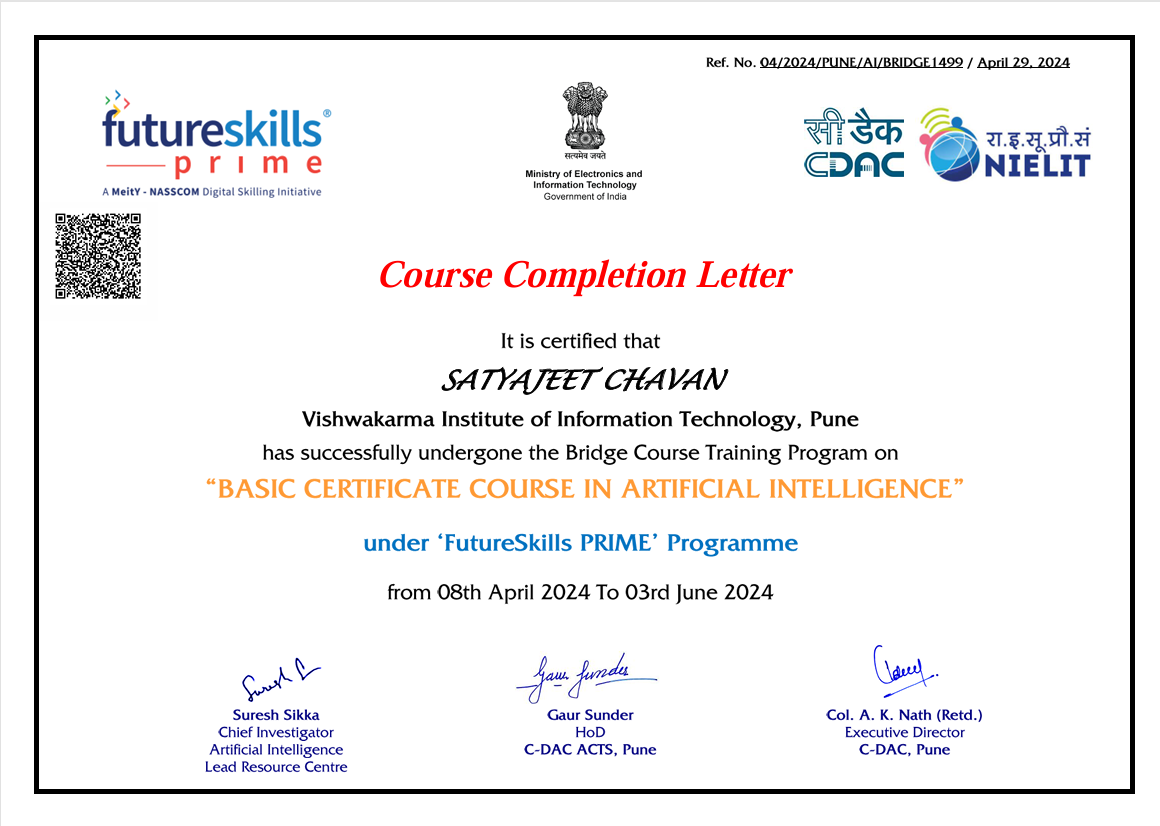 Ref. No. 04/2024/PUNE/AI/BRIDGE1499 / April 29, 2024
futureskills®
prime
A MeitY - NASSCOM Digital Skilling Initiative
सत्यमेव जयते
Ministry of Electronics and
Information Technology
Government of India
सी डैक
CDAC
रा.इ.सू.प्रौ.सं
NIELIT
Course Completion Letter
It is certified that
SATYAJEET CHAVAN
Vishwakarma Institute of Information Technology, Pune
has successfully undergone the Bridge Course Training Program on
“BASIC CERTIFICATE COURSE IN ARTIFICIAL INTELLIGENCE”
under ‘FutureSkills PRIME’ Programme
from 08th April 2024 To 03rd June 2024
Suresh S
Suresh Sikka
Chief Investigator
Artificial Intelligence
Lead Resource Centre
Gaur Sunder
Gaur Sunder
HoD
C-DAC ACTS, Pune
Col. A. K. Nath (Retd.)
Executive Director
C-DAC, Pune